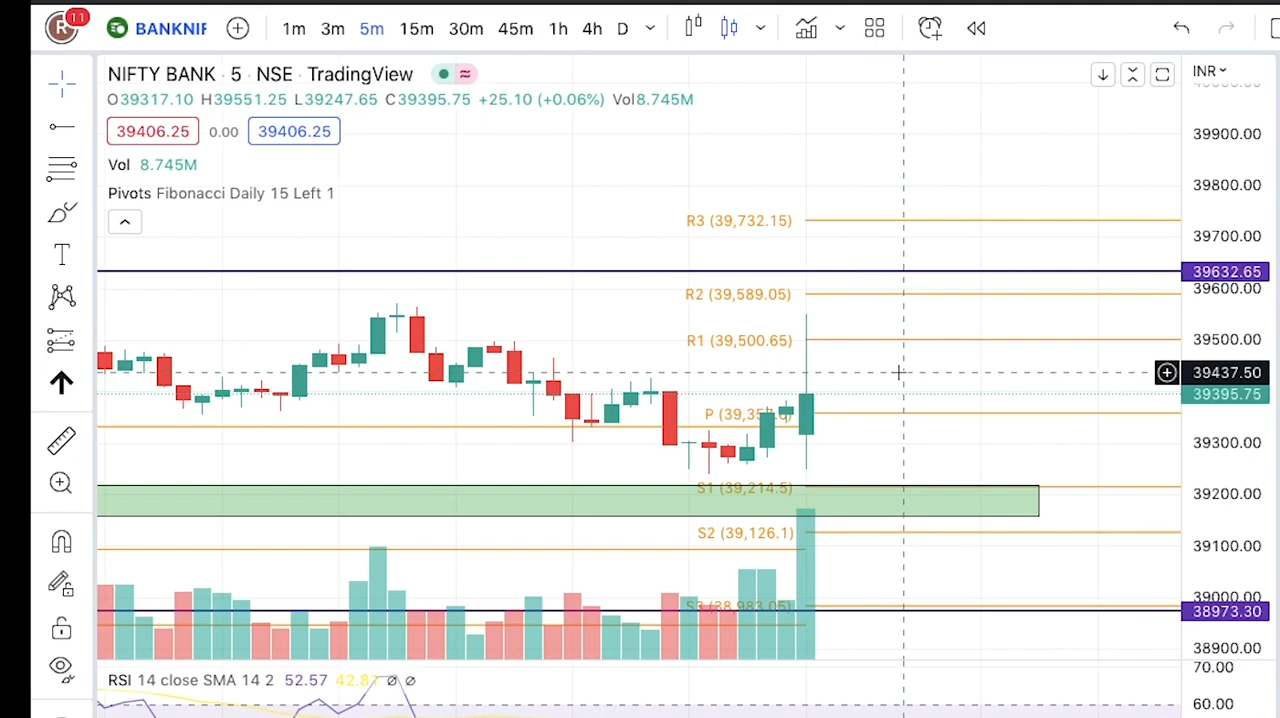 R 11 BANKNIF 1m 3m 5m 15m 30m 45m 1h 4h D
NIFTY BANK · 5 · NSE · TradingView
INR
O39317.10 H39551.25 L39247.65 C39395.75 +25.10 (+0.06%) Vol8.745M
39406.25 0.00 39406.25
39900.00
Vol 8.745M
39800.00
Pivots Fibonacci Daily 15 Left 1
R3 (39,732.15)
39700.00
39632.65
39600.00
R2 (39,589.05)
R1 (39,500.65)
39500.00
39437.50
39395.75
39300.00
S1 (39,214.5)
39200.00
S2 (39,126.1)
39100.00
39000.00
S3 (38,983.05)
38973.30
38900.00
70.00
RSI 14 close SMA 14 2 52.57 ø ø
60.00
T